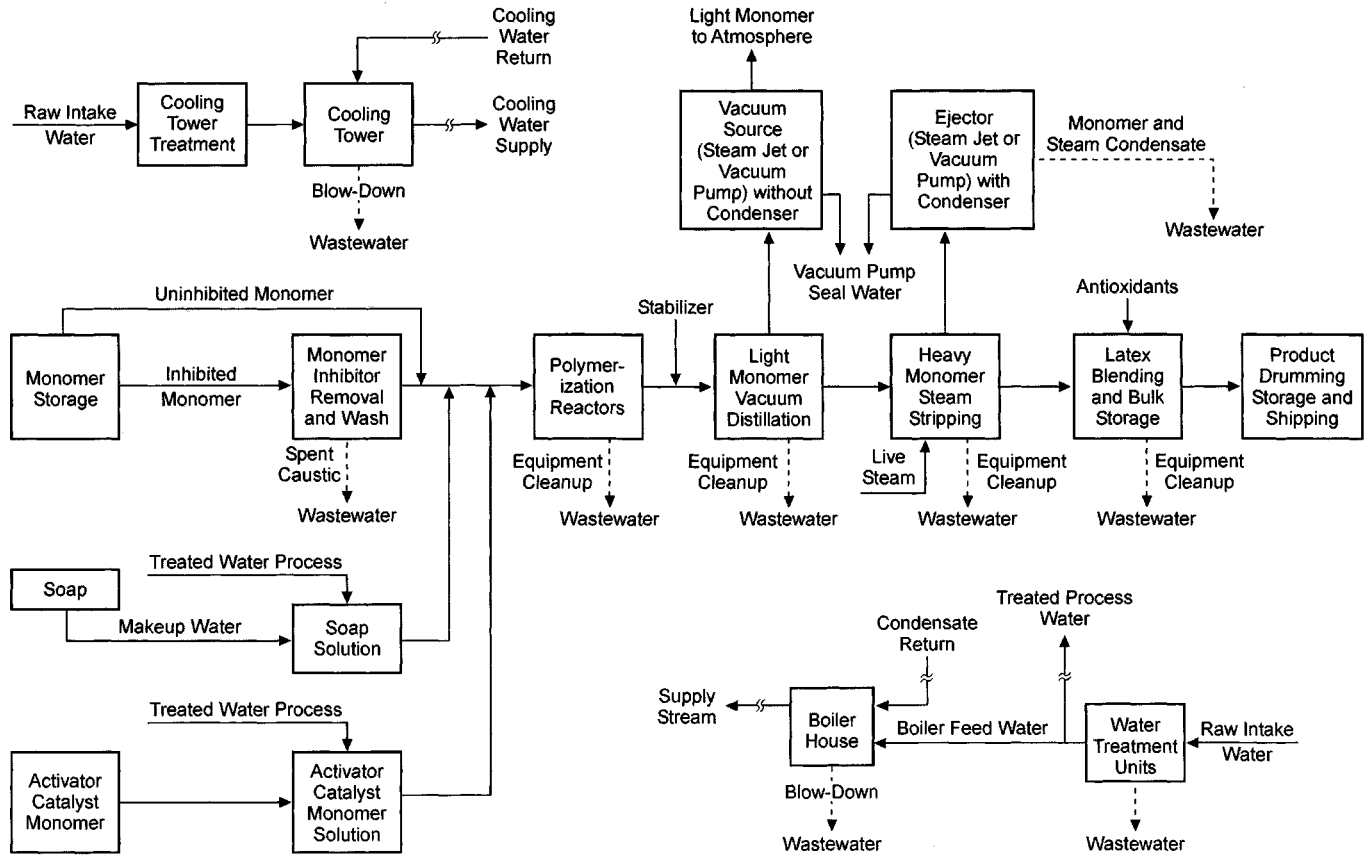 Cooling
Water
Return
Raw Intake
Water
Cooling
Tower
Treatment
Cooling
Tower
Cooling
Water
Supply
Blow-Down
Wastewater
Light Monomer
to Atmosphere
Vacuum
Source
(Steam Jet or
Vacuum
Pump) without
Condenser
Ejector
(Steam Jet or
Vacuum
Pump) with
Condenser
Monomer and
Steam Condensate
Wastewater
Vacuum Pump
Seal Water
Uninhibited Monomer
Monomer
Storage
Inhibited
Monomer
Monomer
Inhibitor
Removal
and Wash
Spent
Caustic
Wastewater
Polymer-
ization
Reactors
Equipment
Cleanup
Wastewater
Stabilizer
Light
Monomer
Vacuum
Distillation
Equipment
Cleanup
Wastewater
Heavy
Monomer
Steam
Stripping
Live
Steam
Equipment
Cleanup
Wastewater
Antioxidants
Latex
Blending
and Bulk
Storage
Equipment
Cleanup
Wastewater
Product
Drumming
Storage and
Shipping
Treated Water Process
Soap
Makeup Water
Soap
Solution
Treated Water Process
Activator
Catalyst
Monomer
Activator
Catalyst
Monomer
Solution
Treated Process
Water
Condensate
Return
Supply
Stream
Boiler
House
Boiler Feed Water
Water
Treatment
Units
Raw Intake
Water
Blow-Down
Wastewater
Wastewater